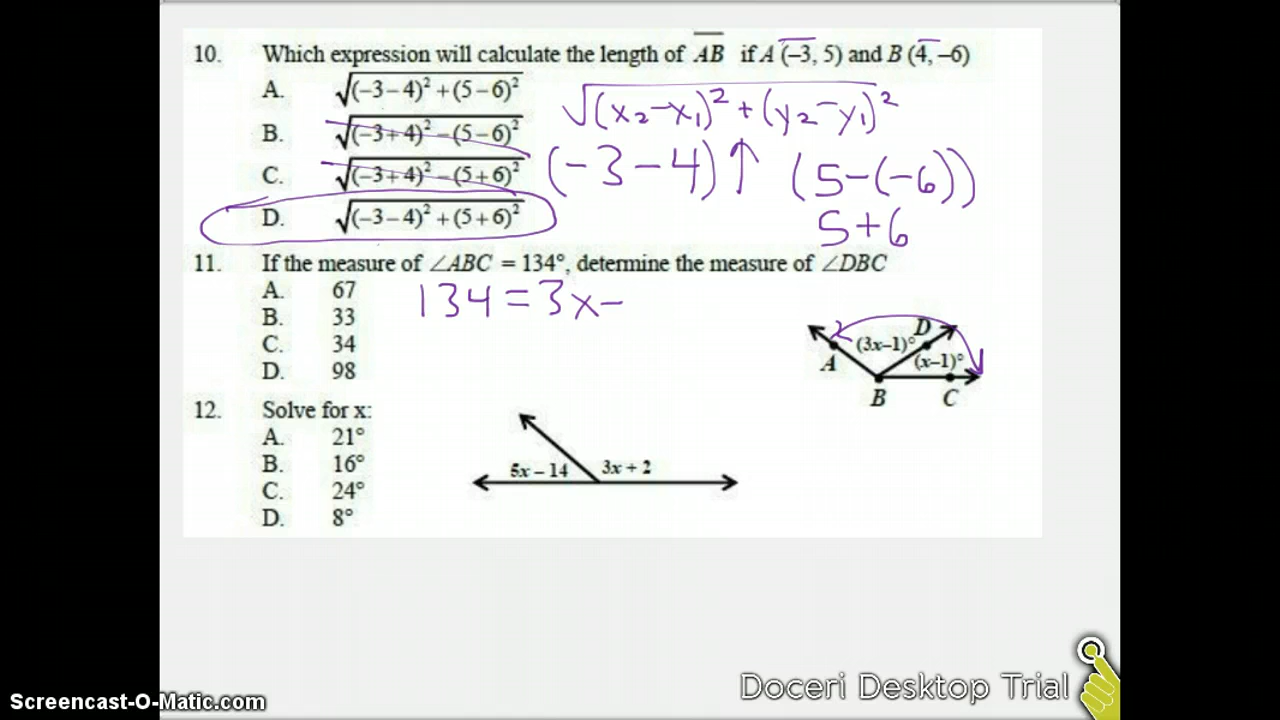 10. Which expression will calculate the length of AB if A (–3, 5) and B (4, –6)
A. √(–3 – 4)² + (5 – 6)²
√(x₂ – x₁)² + (y₂ – y₁)²
B. √(–3 + 4)² – (5 – 6)²
(–3 – 4) ↑ (5 – (–6))
C. √(–3 + 4)² – (5 + 6)²
D. √(–3 – 4)² + (5 + 6)²
5 + 6
11. If the measure of ∠ABC = 134°, determine the measure of ∠DBC
A. 67
134 = 3x –
B. 33
C. 34
D. 98
D
(3x–1)°
(x–1)°
A
B C
12. Solve for x:
A. 21°
B. 16°
C. 24°
D. 8°
5x – 14 3x + 2
Doceri Desktop Trial
Screencast-O-Matic.com